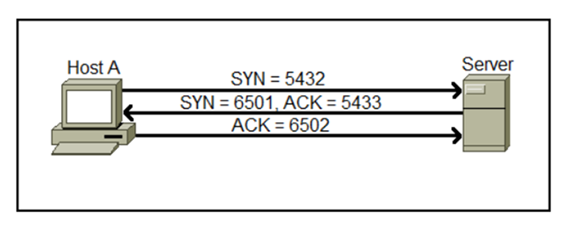 Host A
Server
SYN = 5432
SYN = 6501, ACK = 5433
ACK = 6502